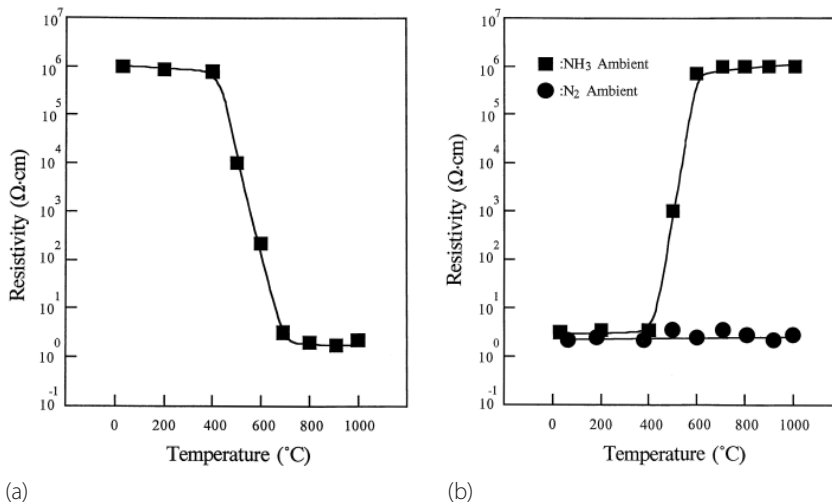 10^7
10^6
10^5
10^4
10^3
10^2
10^1
10^0
10^-1
Resistivity (Ω·cm)
0 200 400 600 800 1000
Temperature (˚C)
(a)
10^7
10^6
10^5
10^4
10^3
10^2
10^1
10^0
10^-1
Resistivity (Ω·cm)
:NH3 Ambient
:N2 Ambient
0 200 400 600 800 1000
Temperature (˚C)
(b)